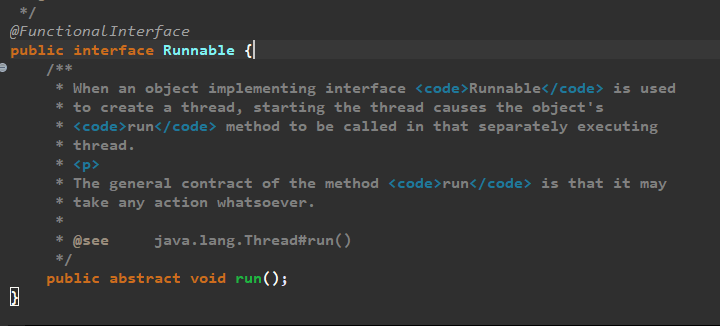 */
@FunctionalInterface
public interface Runnable {
/**
* When an object implementing interface <code>Runnable</code> is used
* to create a thread, starting the thread causes the object's
* <code>run</code> method to be called in that separately executing
* thread.
* <p>
* The general contract of the method <code>run</code> is that it may
* take any action whatsoever.
*
* @see     java.lang.Thread#run()
*/
public abstract void run();
}